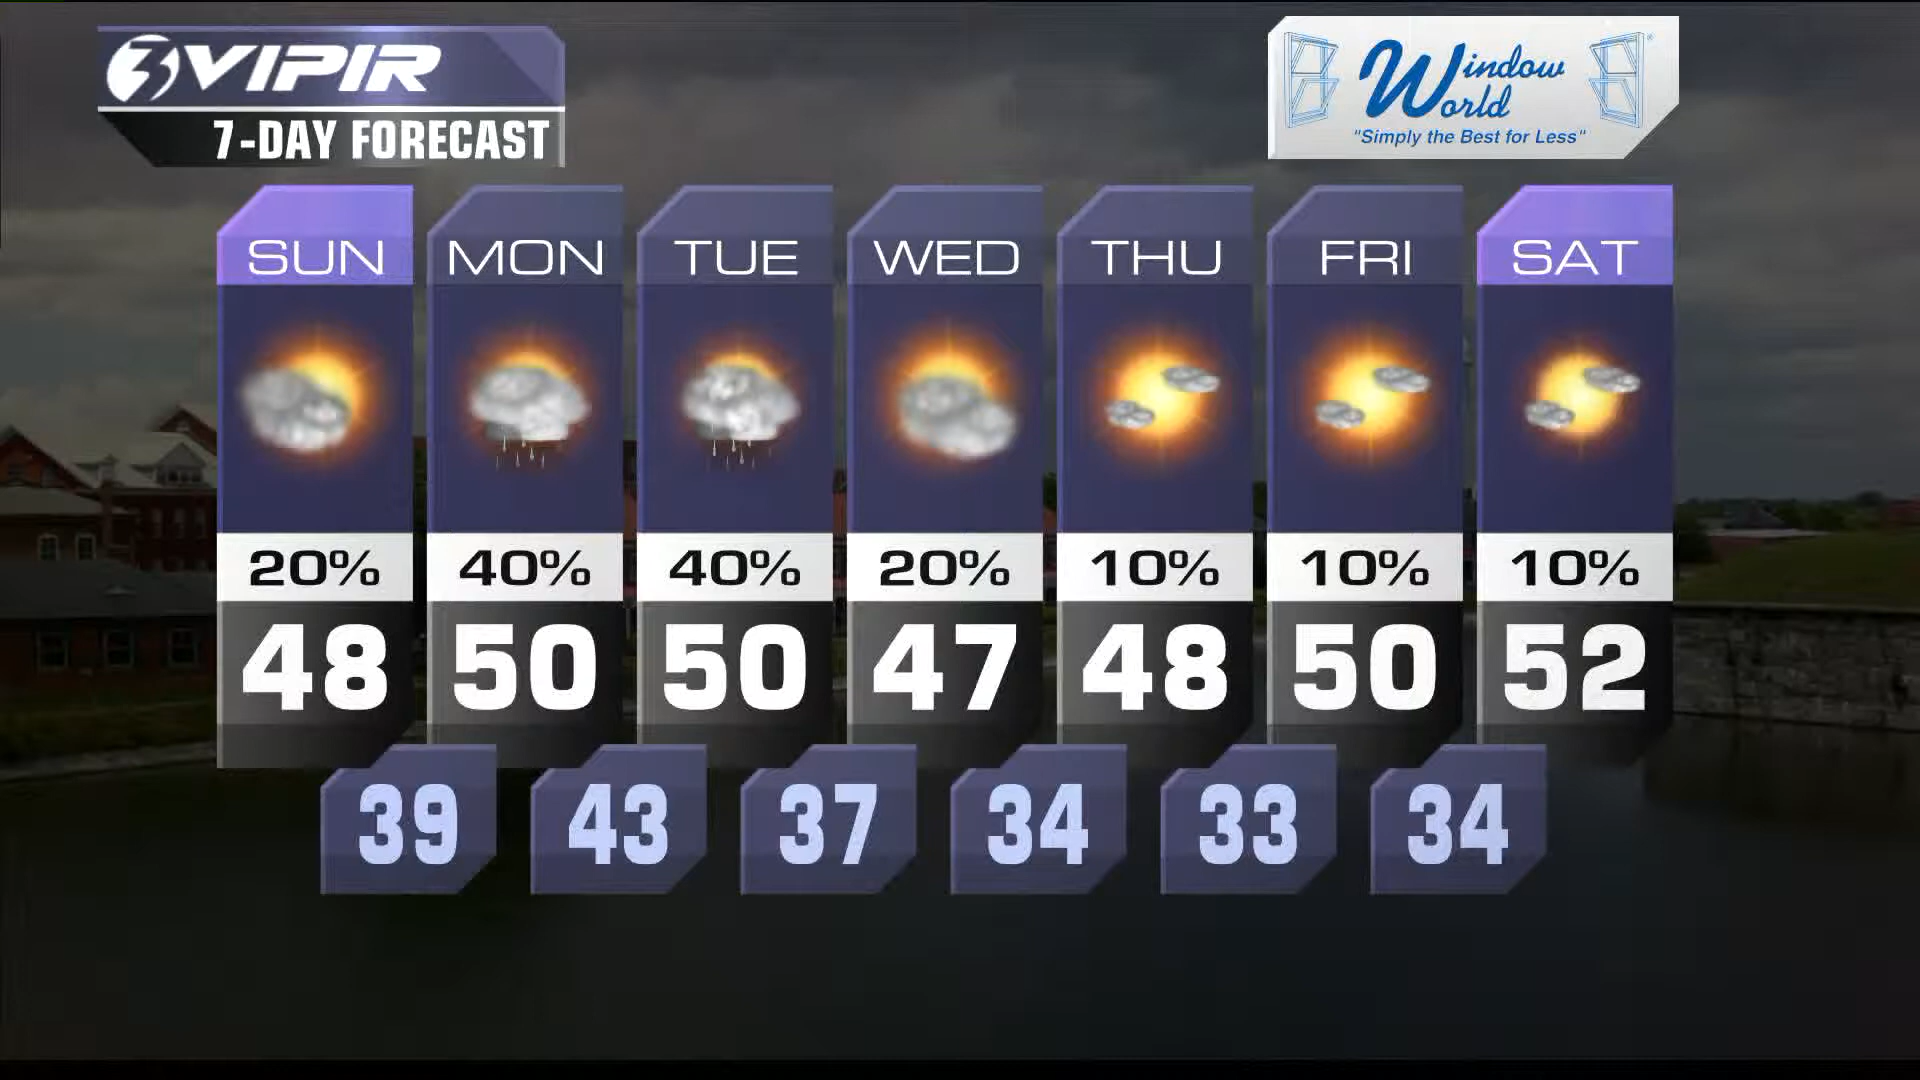 3 VIPIR
7-DAY FORECAST
Window
World®
"Simply the Best for Less"
SUN MON TUE WED THU FRI SAT
20% 40% 40% 20% 10% 10% 10%
48 50 50 47 48 50 52
39 43 37 34 33 34